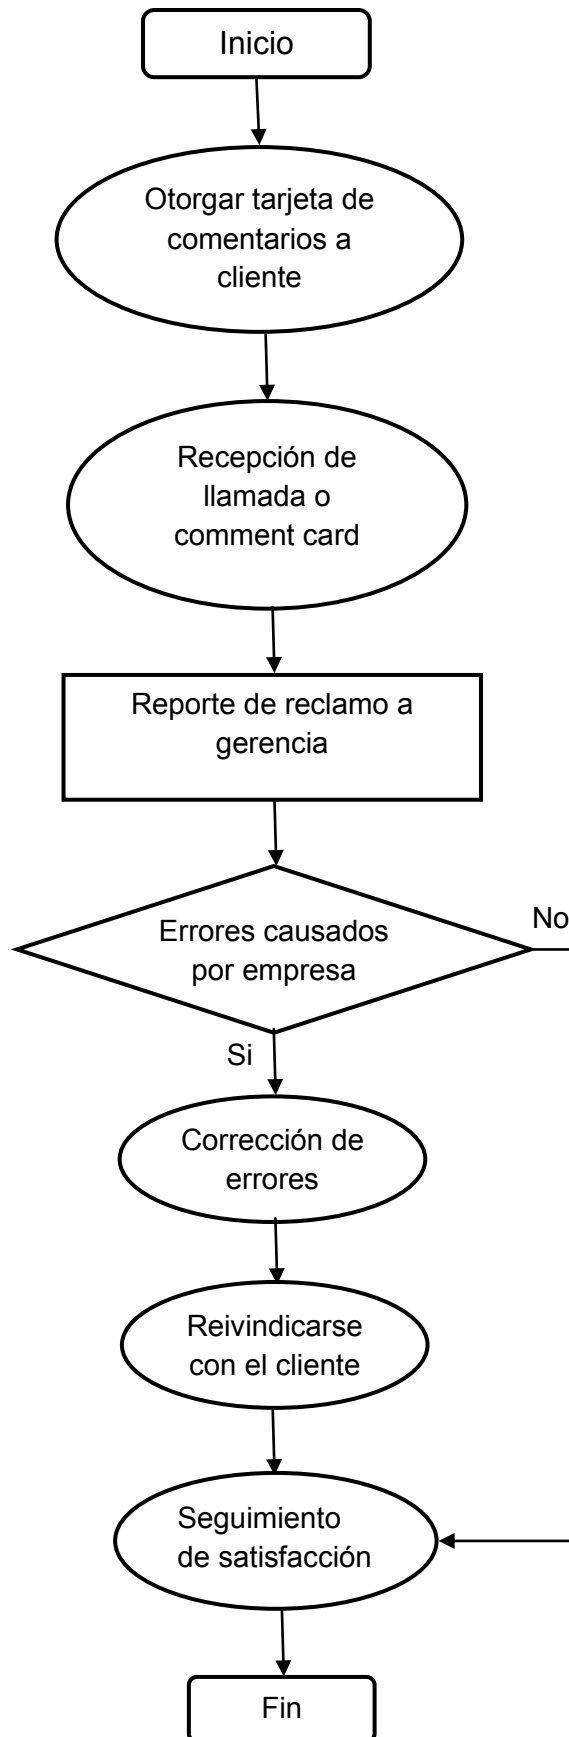 Inicio
Otorgar tarjeta de
comentarios a
cliente
Recepción de
llamada o
comment card
Reporte de reclamo a
gerencia
Errores causados
por empresa
No
Si
Corrección de
errores
Reivindicarse
con el cliente
Seguimiento
de satisfacción
Fin